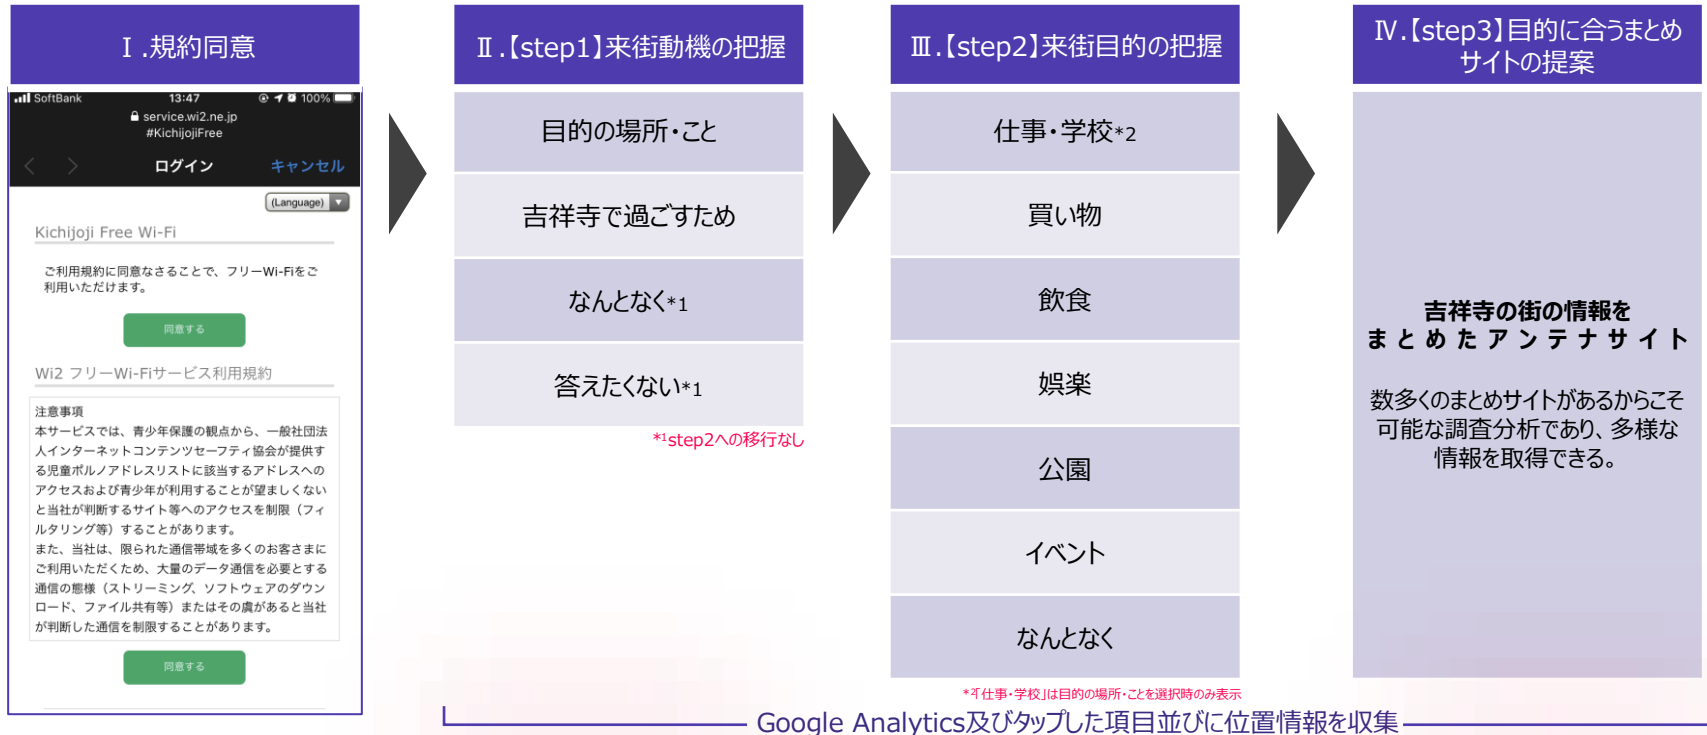 Ⅰ.規約同意
SoftBank 13:47 100%
service.wi2.ne.jp
#KichijojiFree
ログイン キャンセル
(Language)
Kichijoji Free Wi-Fi
ご利用規約に同意なさることで、フリーWi-Fiをご
利用いただけます。
同意する
Wi2 フリーWi-Fiサービス利用規約
注意事項
本サービスでは、青少年保護の観点から、一般社団法
人インターネットコンテンツセーフティ協会が提供す
る児童ポルノアドレスリストに該当するアドレスへの
アクセスおよび青少年が利用することが望ましくない
と当社が判断するサイト等へのアクセスを制限（フィ
ルタリング等）することがあります。
また、当社は、限られた通信帯域を多くのお客さまに
ご利用いただくため、大量のデータ通信を必要とする
通信の態様（ストリーミング、ソフトウェアのダウン
ロード、ファイル共有等）またはその虞があると当社
が判断した通信を制限することがあります。
同意する
Ⅱ.【step1】来街動機の把握
目的の場所・こと
吉祥寺で過ごすため
なんとなく*1
答えたくない*1
*1step2への移行なし
Ⅲ.【step2】来街目的の把握
仕事・学校*2
買い物
飲食
娯楽
公園
イベント
なんとなく
*2「仕事・学校」は目的の場所・ことを選択時のみ表示
Ⅳ.【step3】目的に合うまとめ
サイトの提案
吉祥寺の街の情報を
まとめたアンテナサイト
数多くのまとめサイトがあるからこそ
可能な調査分析であり、多様な
情報を取得できる。
Google Analytics及びタップした項目並びに位置情報を収集